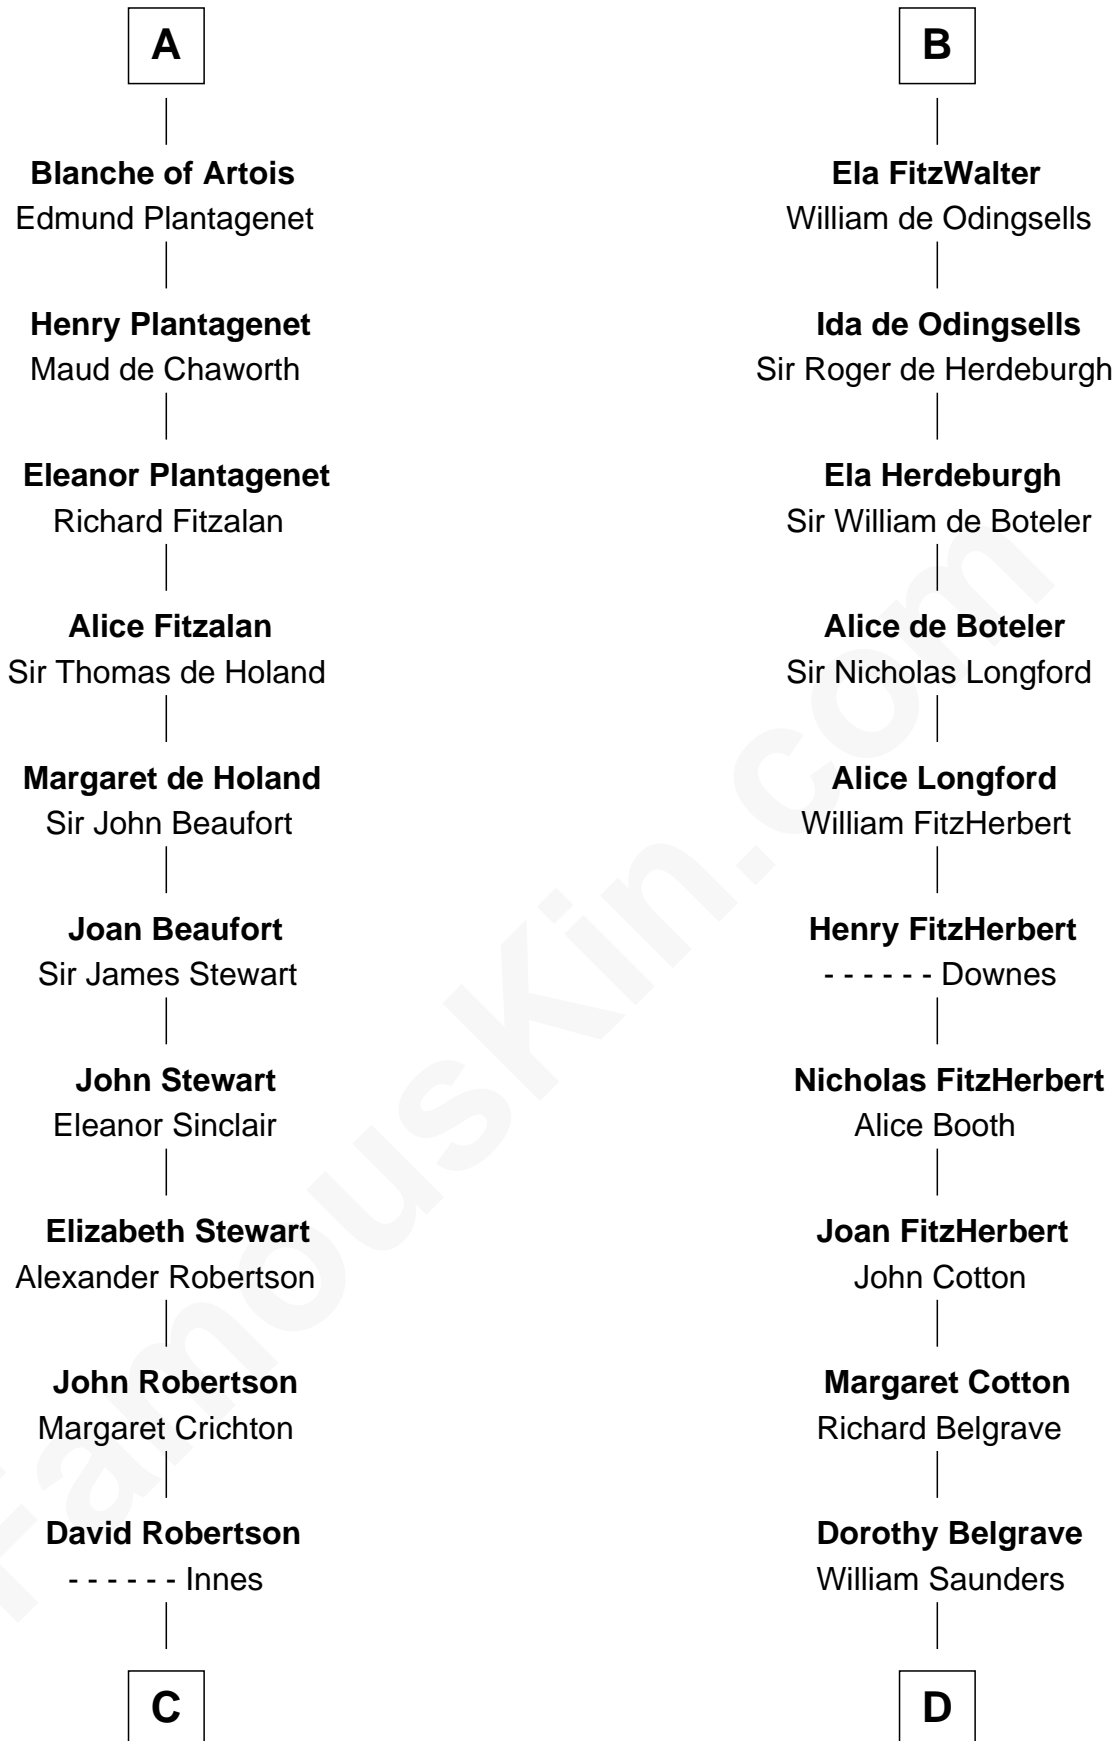 A
Blanche of Artois
Edmund Plantagenet
Henry Plantagenet
Maud de Chaworth
Eleanor Plantagenet
Richard Fitzalan
Alice Fitzalan
Sir Thomas de Holand
Margaret de Holand
Sir John Beaufort
Joan Beaufort
Sir James Stewart
John Stewart
Eleanor Sinclair
Elizabeth Stewart
Alexander Robertson
John Robertson
Margaret Crichton
David Robertson
- - - - - - Innes
C
B
Ela FitzWalter
William de Odingsells
Ida de Odingsells
Sir Roger de Herdeburgh
Ela Herdeburgh
Sir William de Boteler
Alice de Boteler
Sir Nicholas Longford
Alice Longford
William FitzHerbert
Henry FitzHerbert
- - - - - - Downes
Nicholas FitzHerbert
Alice Booth
Joan FitzHerbert
John Cotton
Margaret Cotton
Richard Belgrave
Dorothy Belgrave
William Saunders
D
FamousKin.com